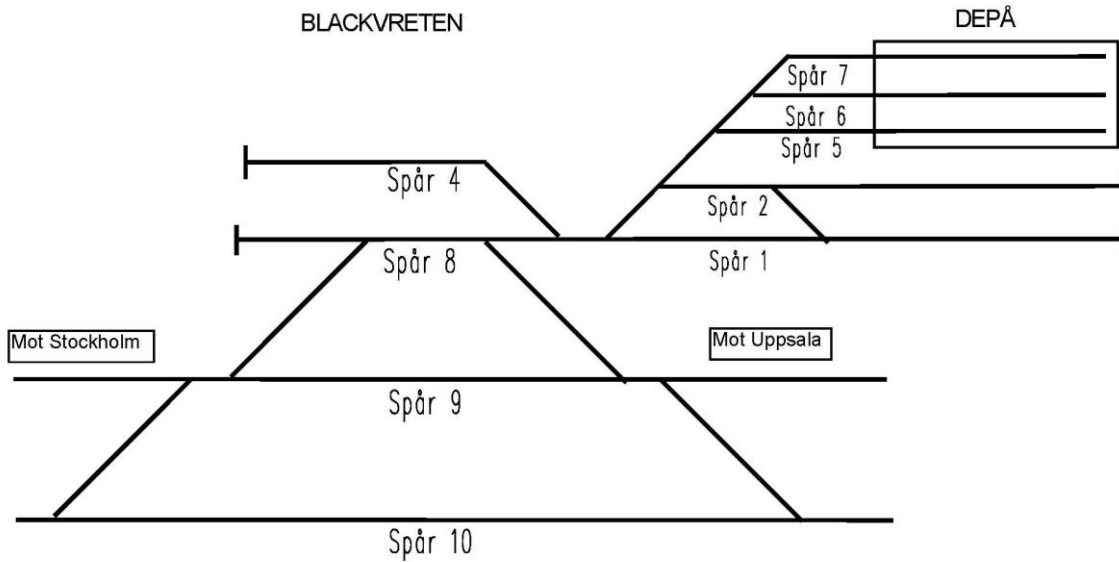 BLACKVRETEN
DEPÅ
Spår 7
Spår 6
Spår 5
Spår 4
Spår 2
Spår 8
Spår 1
Mot Stockholm
Mot Uppsala
Spår 9
Spår 10